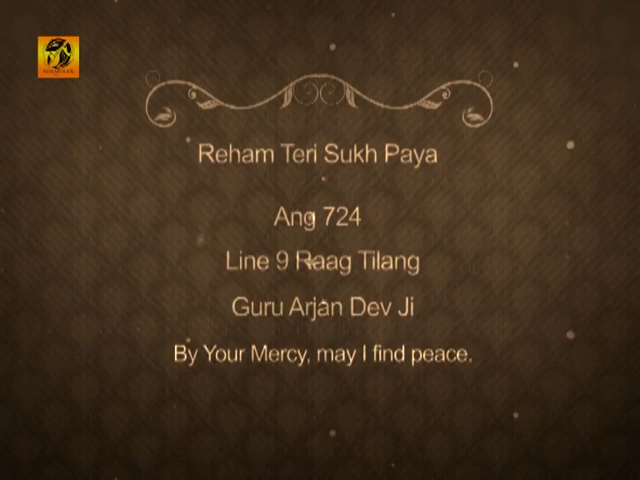 Reham Teri Sukh Paya
Ang 724
Line 9 Raag Tilang
Guru Arjan Dev Ji
By Your Mercy, may I find peace.